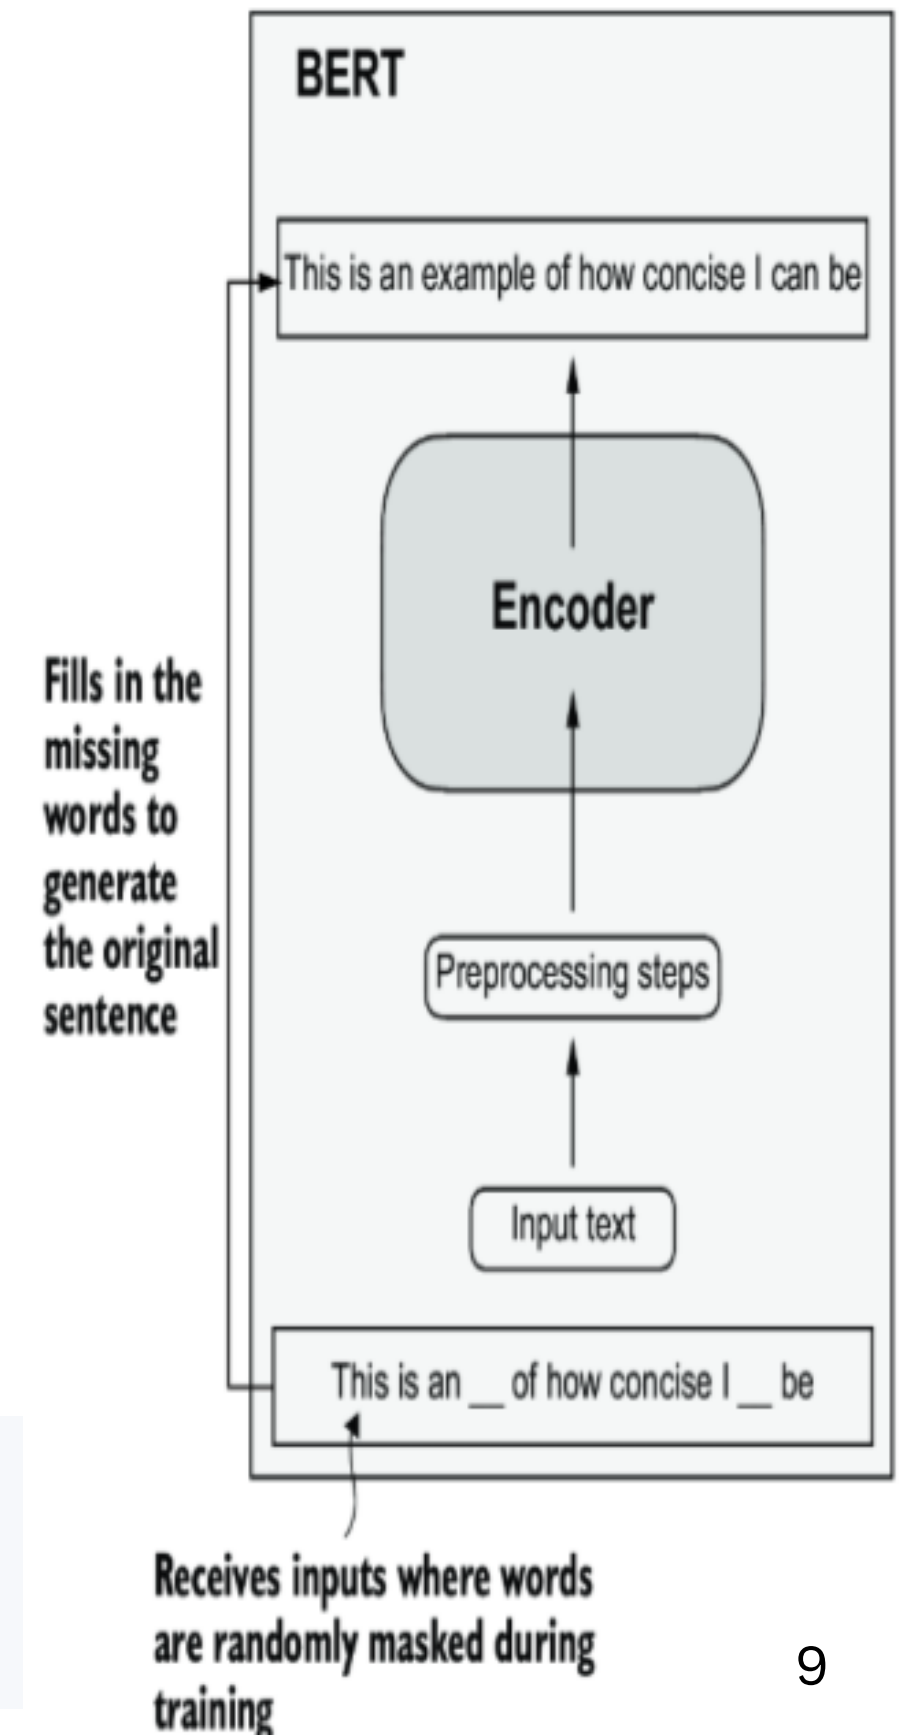 BERT
This is an example of how concise I can be
Encoder
Fills in the
missing
words to
generate
the original
sentence
Preprocessing steps
Input text
This is an __ of how concise I __ be
Receives inputs where words
are randomly masked during
training
9